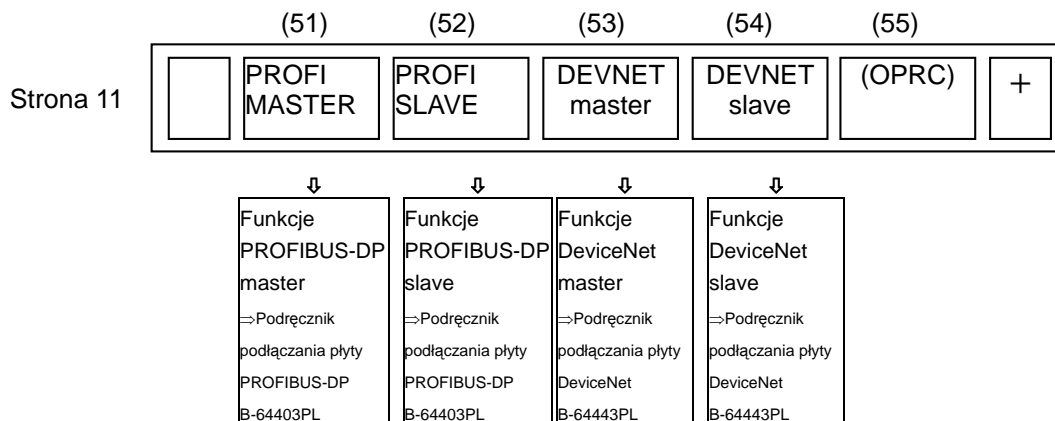 (51) (52) (53) (54) (55)
Strona 11
PROFI
MASTER
PROFI
SLAVE
DEVNET
master
DEVNET
slave
(OPRC)
+
⇩ ⇩ ⇩ ⇩
Funkcje
PROFIBUS-DP
master
⇒Podręcznik
podłączania płyty
PROFIBUS-DP
B-64403PL
Funkcje
PROFIBUS-DP
slave
⇒Podręcznik
podłączania płyty
PROFIBUS-DP
B-64403PL
Funkcje
DeviceNet
master
⇒Podręcznik
podłączania płyty
DeviceNet
B-64443PL
Funkcje
DeviceNet
slave
⇒Podręcznik
podłączania płyty
DeviceNet
B-64443PL